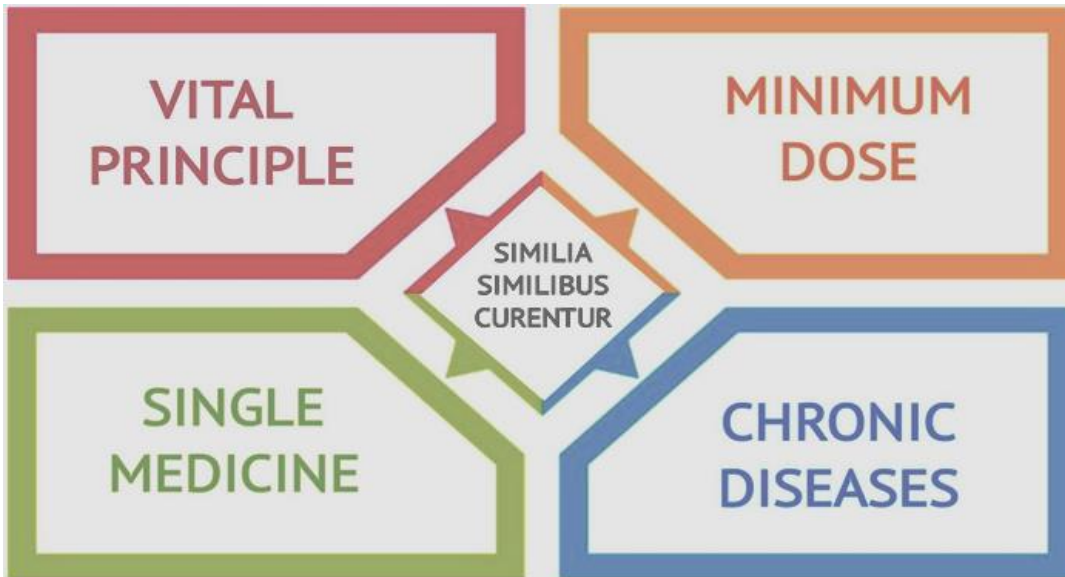 VITAL
PRINCIPLE
MINIMUM
DOSE
SIMILIA
SIMILIBUS
CURENTUR
SINGLE
MEDICINE
CHRONIC
DISEASES